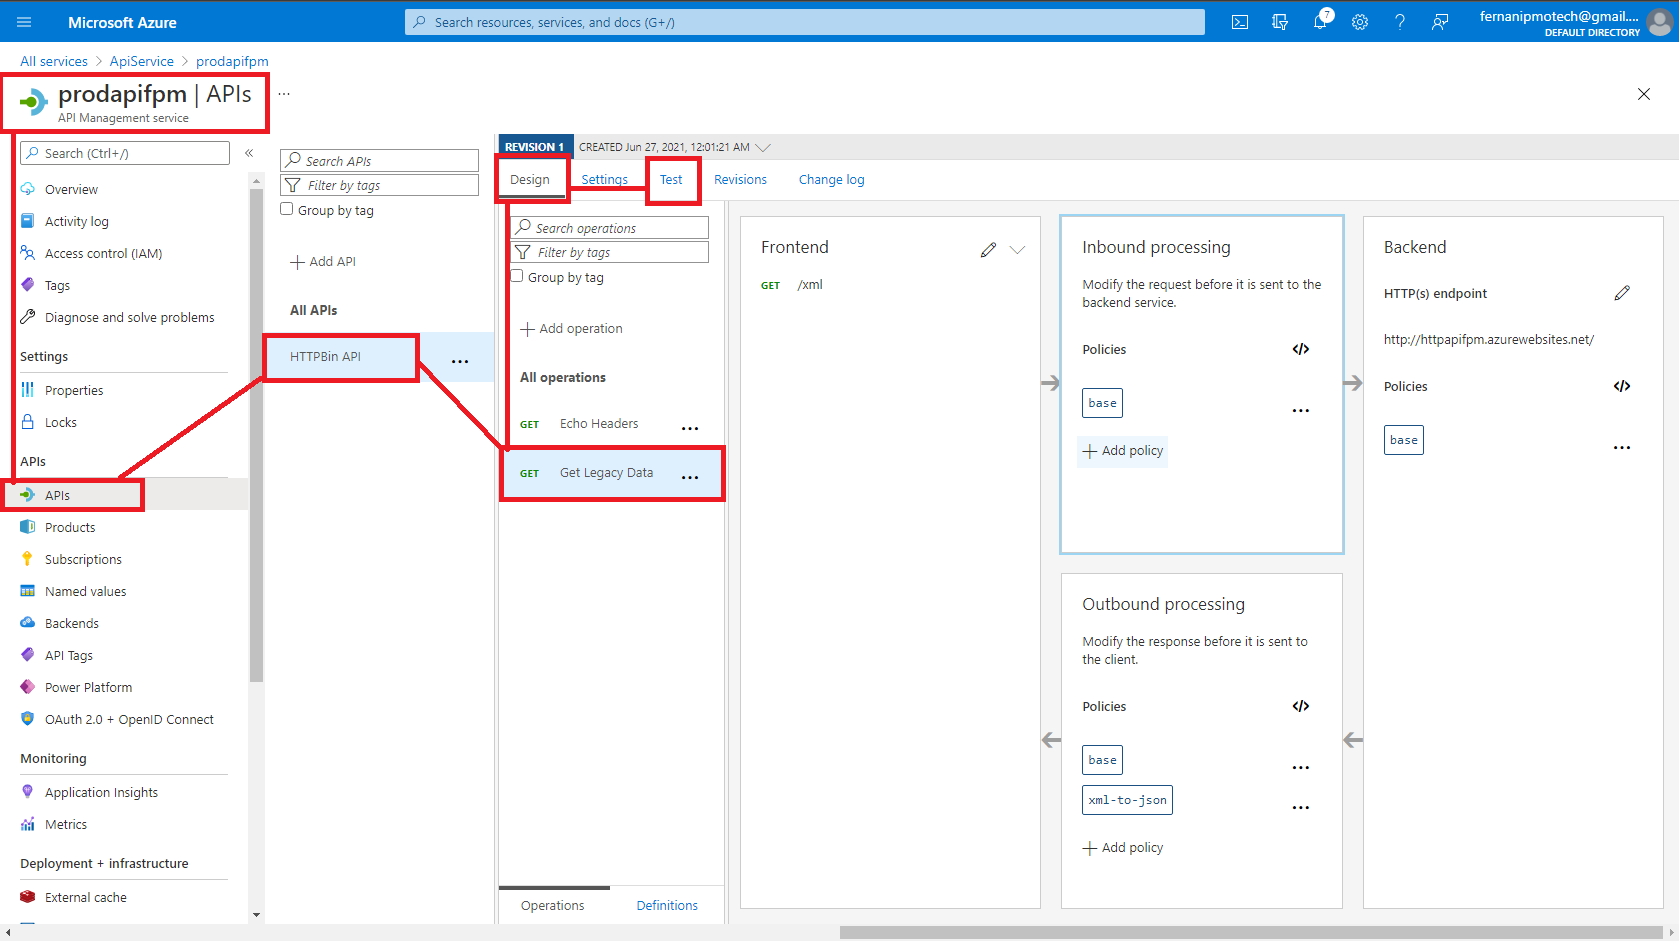 Microsoft Azure
Search resources, services, and docs (G+/)
7
fernanipmotech@gmail....
DEFAULT DIRECTORY
All services > ApiService > prodapifpm
prodapifpm | APIs
...
API Management service
Search (Ctrl+/)
«
Overview
Activity log
Access control (IAM)
Tags
Diagnose and solve problems
Settings
Properties
Locks
APIs
APIs
Products
Subscriptions
Named values
Backends
API Tags
Power Platform
OAuth 2.0 + OpenID Connect
Monitoring
Application Insights
Metrics
Deployment + infrastructure
External cache
Search APIs
Filter by tags
Group by tag
+ Add API
All APIs
HTTPBin API
...
REVISION 1
CREATED Jun 27, 2021, 12:01:21 AM
Design
Settings
Test
Revisions
Change log
Search operations
Filter by tags
Group by tag
+ Add operation
All operations
GET Echo Headers ...
GET Get Legacy Data ...
Operations
Definitions
Frontend
GET /xml
Inbound processing
Modify the request before it is sent to the
backend service.
Policies </>
base ...
+ Add policy
Outbound processing
Modify the response before it is sent to
the client.
Policies </>
base ...
xml-to-json ...
+ Add policy
Backend
HTTP(s) endpoint
http://httpapifpm.azurewebsites.net/
Policies </>
base ...